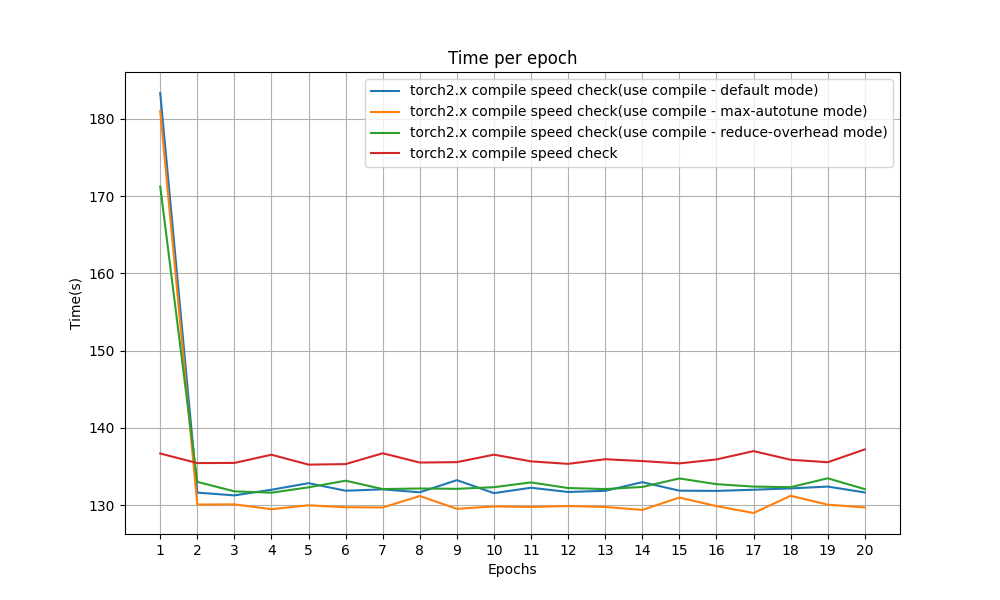 Time per epoch
torch2.x compile speed check(use compile - default mode)
torch2.x compile speed check(use compile - max-autotune mode)
torch2.x compile speed check(use compile - reduce-overhead mode)
torch2.x compile speed check
Time(s)
180
170
160
150
140
130
1 2 3 4 5 6 7 8 9 10 11 12 13 14 15 16 17 18 19 20
Epochs